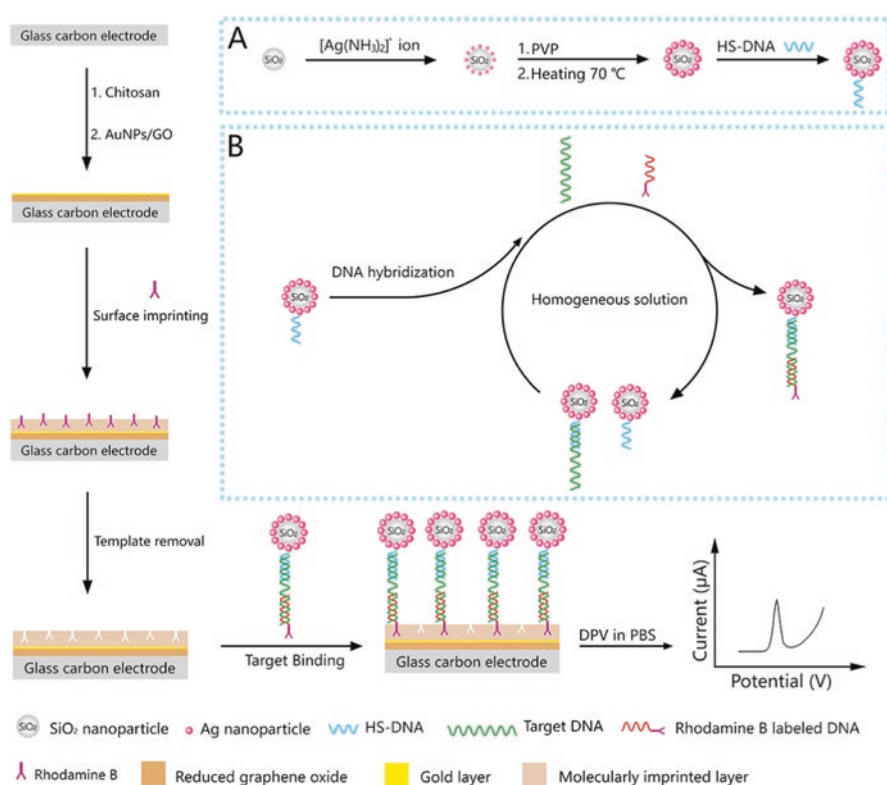 Glass carbon electrode
1. Chitosan
2. AuNPs/GO
Glass carbon electrode
Surface imprinting
Glass carbon electrode
Template removal
Glass carbon electrode
A
SiO₂
[Ag(NH₃)₂]⁺ ion
SiO₂
1.PVP
2.Heating 70 ℃
SiO₂
HS-DNA
SiO₂
B
SiO₂
DNA hybridization
Homogeneous solution
SiO₂
SiO₂
SiO₂
SiO₂
Target Binding
SiO₂
SiO₂
SiO₂
SiO₂
Glass carbon electrode
DPV in PBS
Current (μA)
Potential (V)
SiO₂ SiO₂ nanoparticle
Ag nanoparticle
HS-DNA
Target DNA
Rhodamine B labeled DNA
Rhodamine B
Reduced graphene oxide
Gold layer
Molecularly imprinted layer